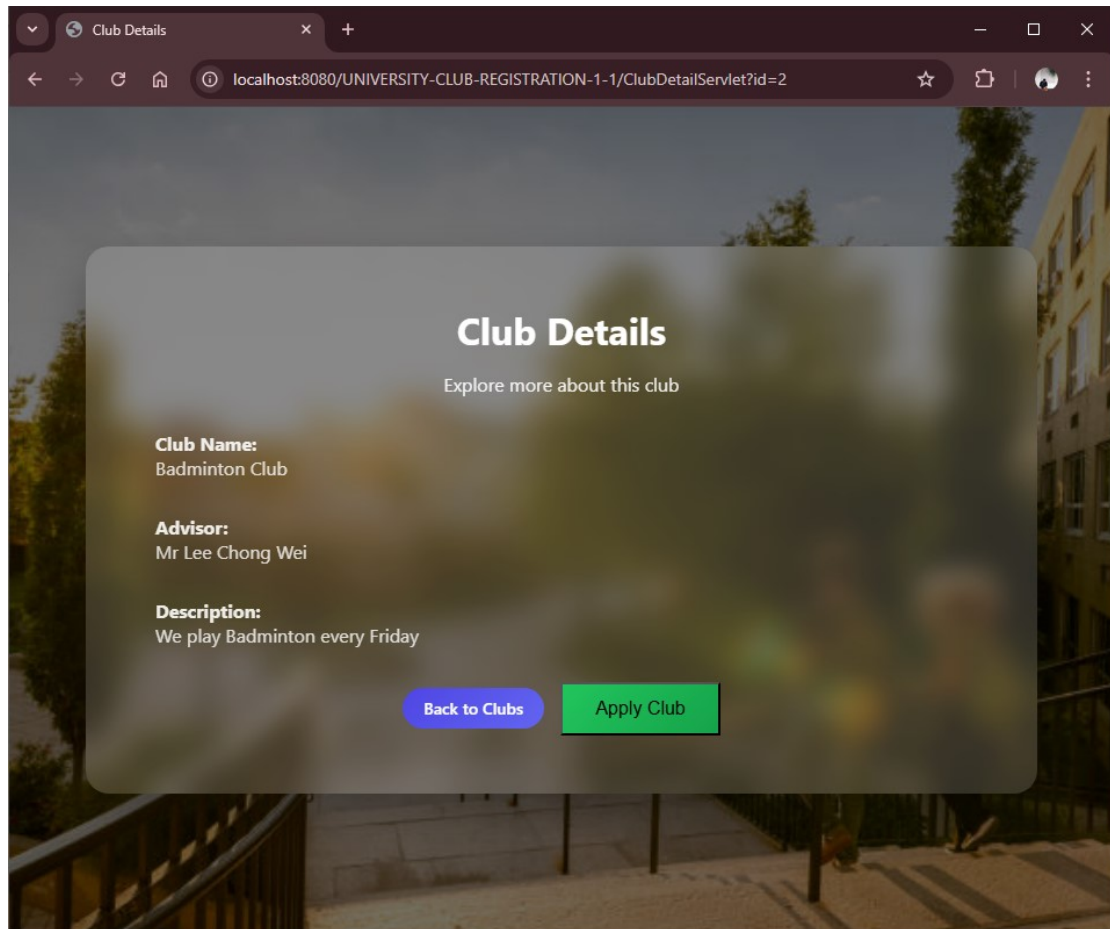 Club Details
localhost:8080/UNIVERSITY-CLUB-REGISTRATION-1-1/ClubDetailServlet?id=2
Club Details
Explore more about this club
Club Name:
Badminton Club
Advisor:
Mr Lee Chong Wei
Description:
We play Badminton every Friday
Back to Clubs Apply Club